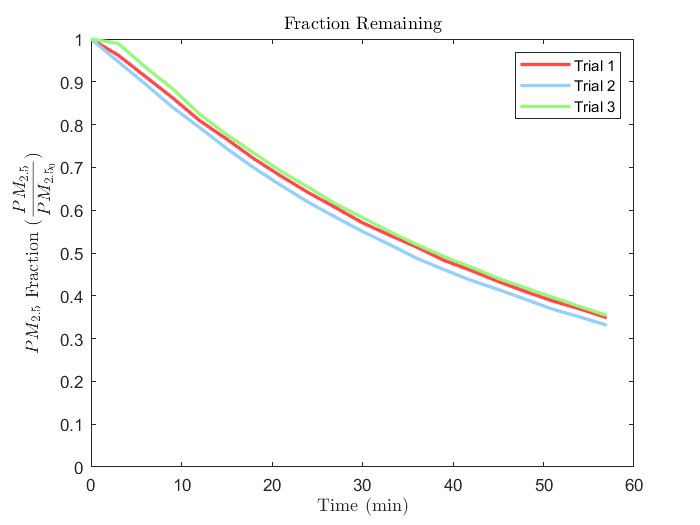 Fraction Remaining
1
0.9
0.8
0.7
0.6
0.5
0.4
0.3
0.2
0.1
0
PM2.5 Fraction (PM2.5/PM2.50)
Trial 1
Trial 2
Trial 3
0 10 20 30 40 50 60
Time (min)